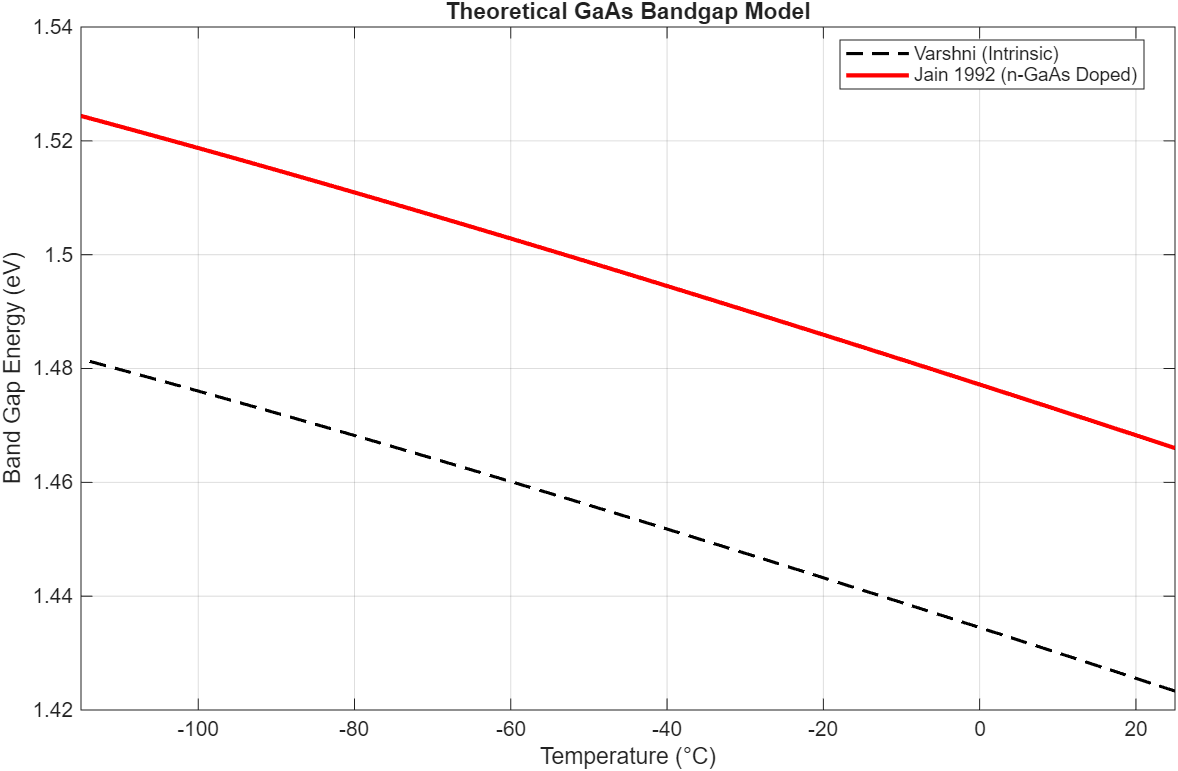 Theoretical GaAs Bandgap Model
Varshni (Intrinsic)
Jain 1992 (n-GaAs Doped)
Band Gap Energy (eV)
1.54
1.52
1.5
1.48
1.46
1.44
1.42
-100
-80
-60
-40
-20
0
20
Temperature (°C)